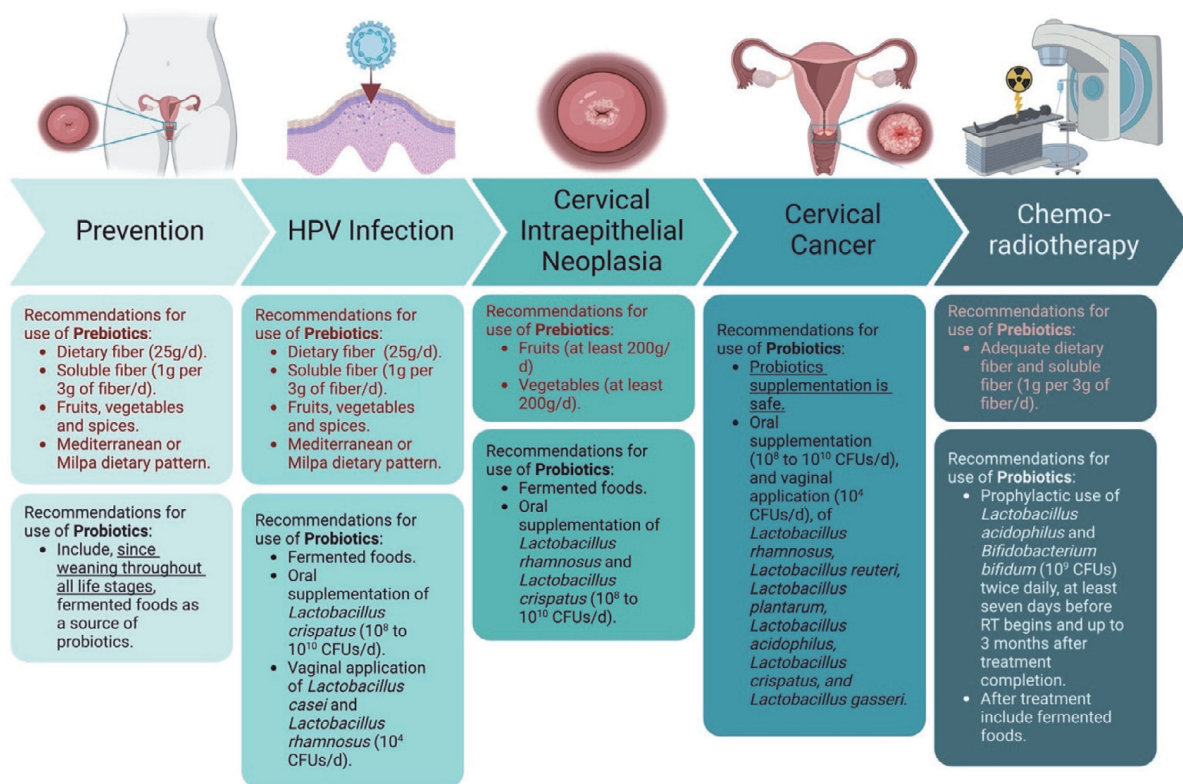 Prevention
HPV Infection
Cervical
Intraepithelial
Neoplasia
Cervical
Cancer
Chemo-
radiotherapy
Recommendations for
use of Prebiotics:
• Dietary fiber (25g/d).
• Soluble fiber (1g per
3g of fiber/d).
• Fruits, vegetables
and spices.
• Mediterranean or
Milpa dietary pattern.
Recommendations for
use of Probiotics:
• Include, since
weaning throughout
all life stages,
fermented foods as
a source of
probiotics.
Recommendations for
use of Prebiotics:
• Dietary fiber (25g/d).
• Soluble fiber (1g per
3g of fiber/d).
• Fruits, vegetables
and spices.
• Mediterranean or
Milpa dietary pattern.
Recommendations for
use of Probiotics:
• Fermented foods.
• Oral
supplementation of
Lactobacillus
crispatus (10⁸ to
10¹⁰ CFUs/d).
• Vaginal application
of Lactobacillus
casei and
Lactobacillus
rhamnosus (10⁴
CFUs/d).
Recommendations for
use of Prebiotics:
• Fruits (at least 200g/
d)
• Vegetables (at least
200g/d).
Recommendations for
use of Probiotics:
• Fermented foods.
• Oral
supplementation of
Lactobacillus
rhamnosus and
Lactobacillus
crispatus (10⁸ to
10¹⁰ CFUs/d).
Recommendations for
use of Probiotics:
• Probiotics
supplementation is
safe.
• Oral
supplementation
(10⁸ to 10¹⁰ CFUs/d),
and vaginal
application (10⁴
CFUs/d), of
Lactobacillus
rhamnosus,
Lactobacillus reuteri,
Lactobacillus
plantarum,
Lactobacillus
acidophilus,
Lactobacillus
crispatus, and
Lactobacillus gasseri.
Recommendations for
use of Prebiotics:
• Adequate dietary
fiber and soluble
fiber (1g per 3g of
fiber/d).
Recommendations for
use of Probiotics:
• Prophylactic use of
Lactobacillus
acidophilus and
Bifidobacterium
bifidum (10⁹ CFUs)
twice daily, at least
seven days before
RT begins and up to
3 months after
treatment
completion.
• After treatment
include fermented
foods.